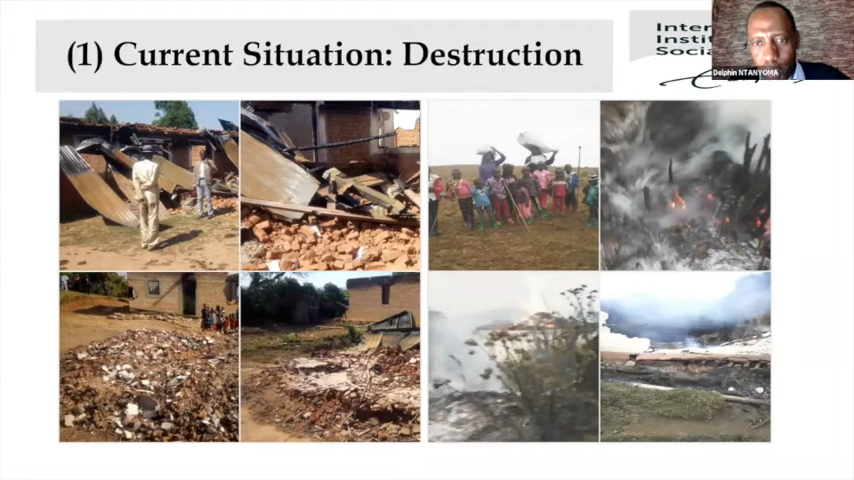 (1) Current Situation: Destruction
Inter
Instit
Socia
Delphin NTANYOMA